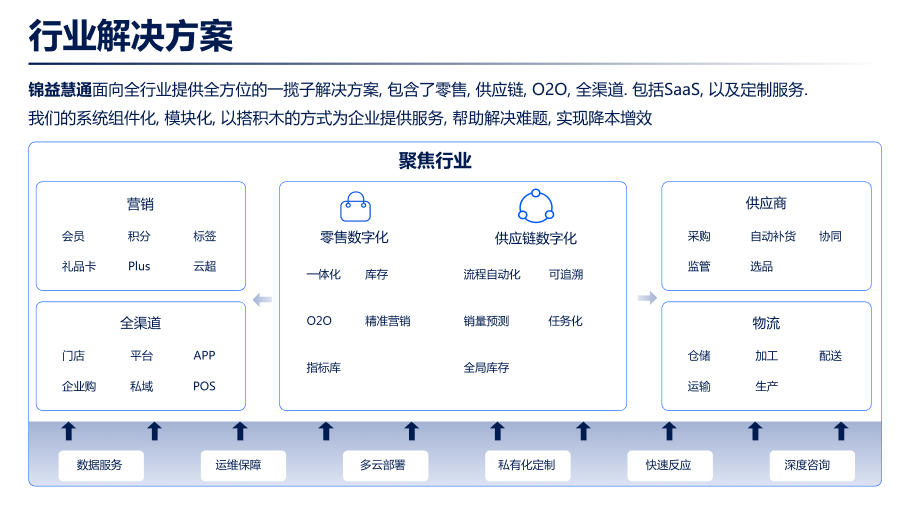 行业解决方案
锦益慧通面向全行业提供全方位的一揽子解决方案, 包含了零售, 供应链, O2O, 全渠道. 包括SaaS, 以及定制服务.
我们的系统组件化, 模块化, 以搭积木的方式为企业提供服务, 帮助解决难题, 实现降本增效
聚焦行业
营销
会员 积分 标签
礼品卡 Plus 云超
全渠道
门店 平台 APP
企业购 私域 POS
零售数字化
一体化 库存
O2O 精准营销
指标库
供应链数字化
流程自动化 可追溯
销量预测 任务化
全局库存
供应商
采购 自动补货 协同
监管 选品
物流
仓储 加工 配送
运输 生产
数据服务 运维保障 多云部署 私有化定制 快速反应 深度咨询